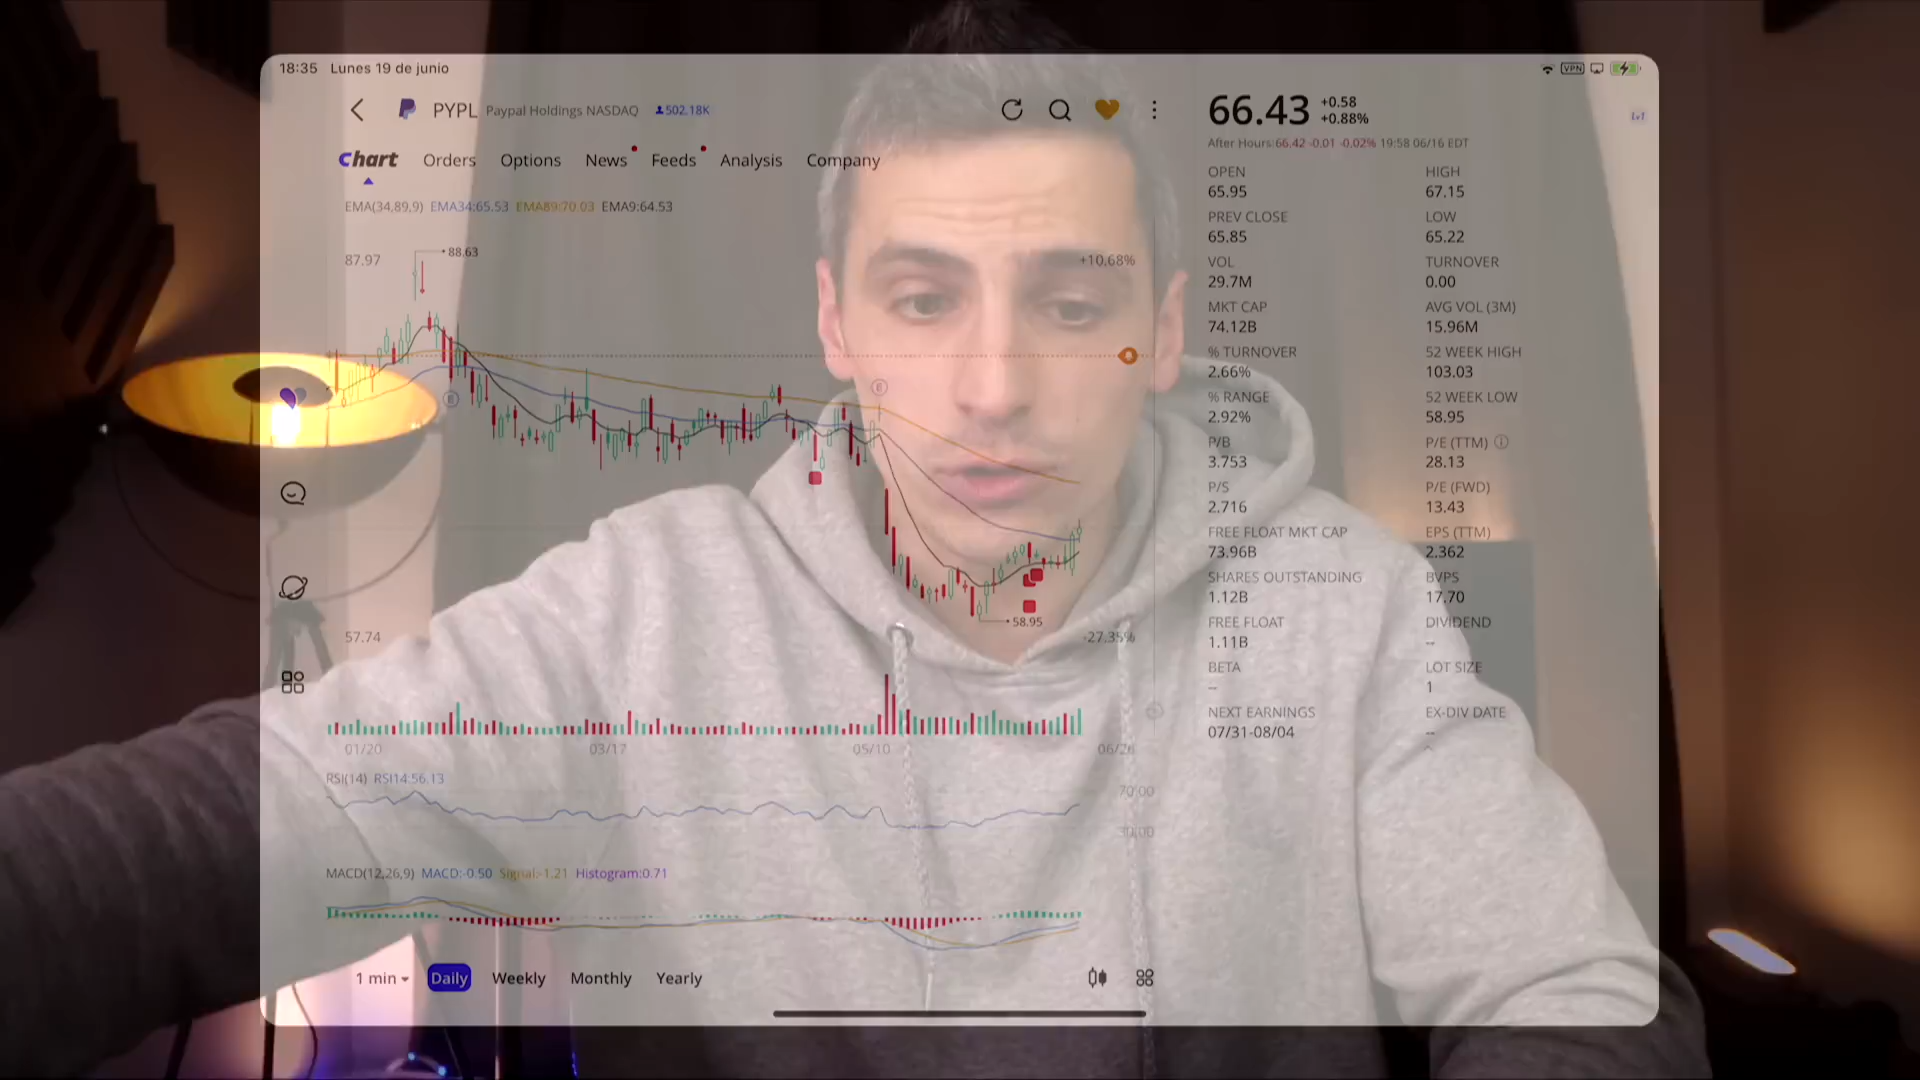 18:35 Lunes 19 de junio
VPN
PYPL Paypal Holdings NASDAQ 502.18K
66.43 +0.58
+0.88%
Lv1
After Hours:66.42 -0.01 -0.02% 19:58 06/16 EDT
Chart Orders Options News Feeds Analysis Company
EMA(34,89,9) EMA34:65.53 EMA89:70.03 EMA9:64.53
88.63
87.97 +10.68%
E
E
58.95
57.74 -27.35%
01/20 03/17 05/10 06/26
RSI(14) RSI14:56.13
70.00
30.00
MACD(12,26,9) MACD:-0.50 Signal:-1.21 Histogram:0.71
1 min Daily Weekly Monthly Yearly
OPEN HIGH
65.95 67.15
PREV CLOSE LOW
65.85 65.22
VOL TURNOVER
29.7M 0.00
MKT CAP AVG VOL (3M)
74.12B 15.96M
% TURNOVER 52 WEEK HIGH
2.66% 103.03
% RANGE 52 WEEK LOW
2.92% 58.95
P/B P/E (TTM)
3.753 28.13
P/S P/E (FWD)
2.716 13.43
FREE FLOAT MKT CAP EPS (TTM)
73.96B 2.362
SHARES OUTSTANDING BVPS
1.12B 17.70
FREE FLOAT DIVIDEND
1.11B --
BETA LOT SIZE
-- 1
NEXT EARNINGS EX-DIV DATE
07/31-08/04 --